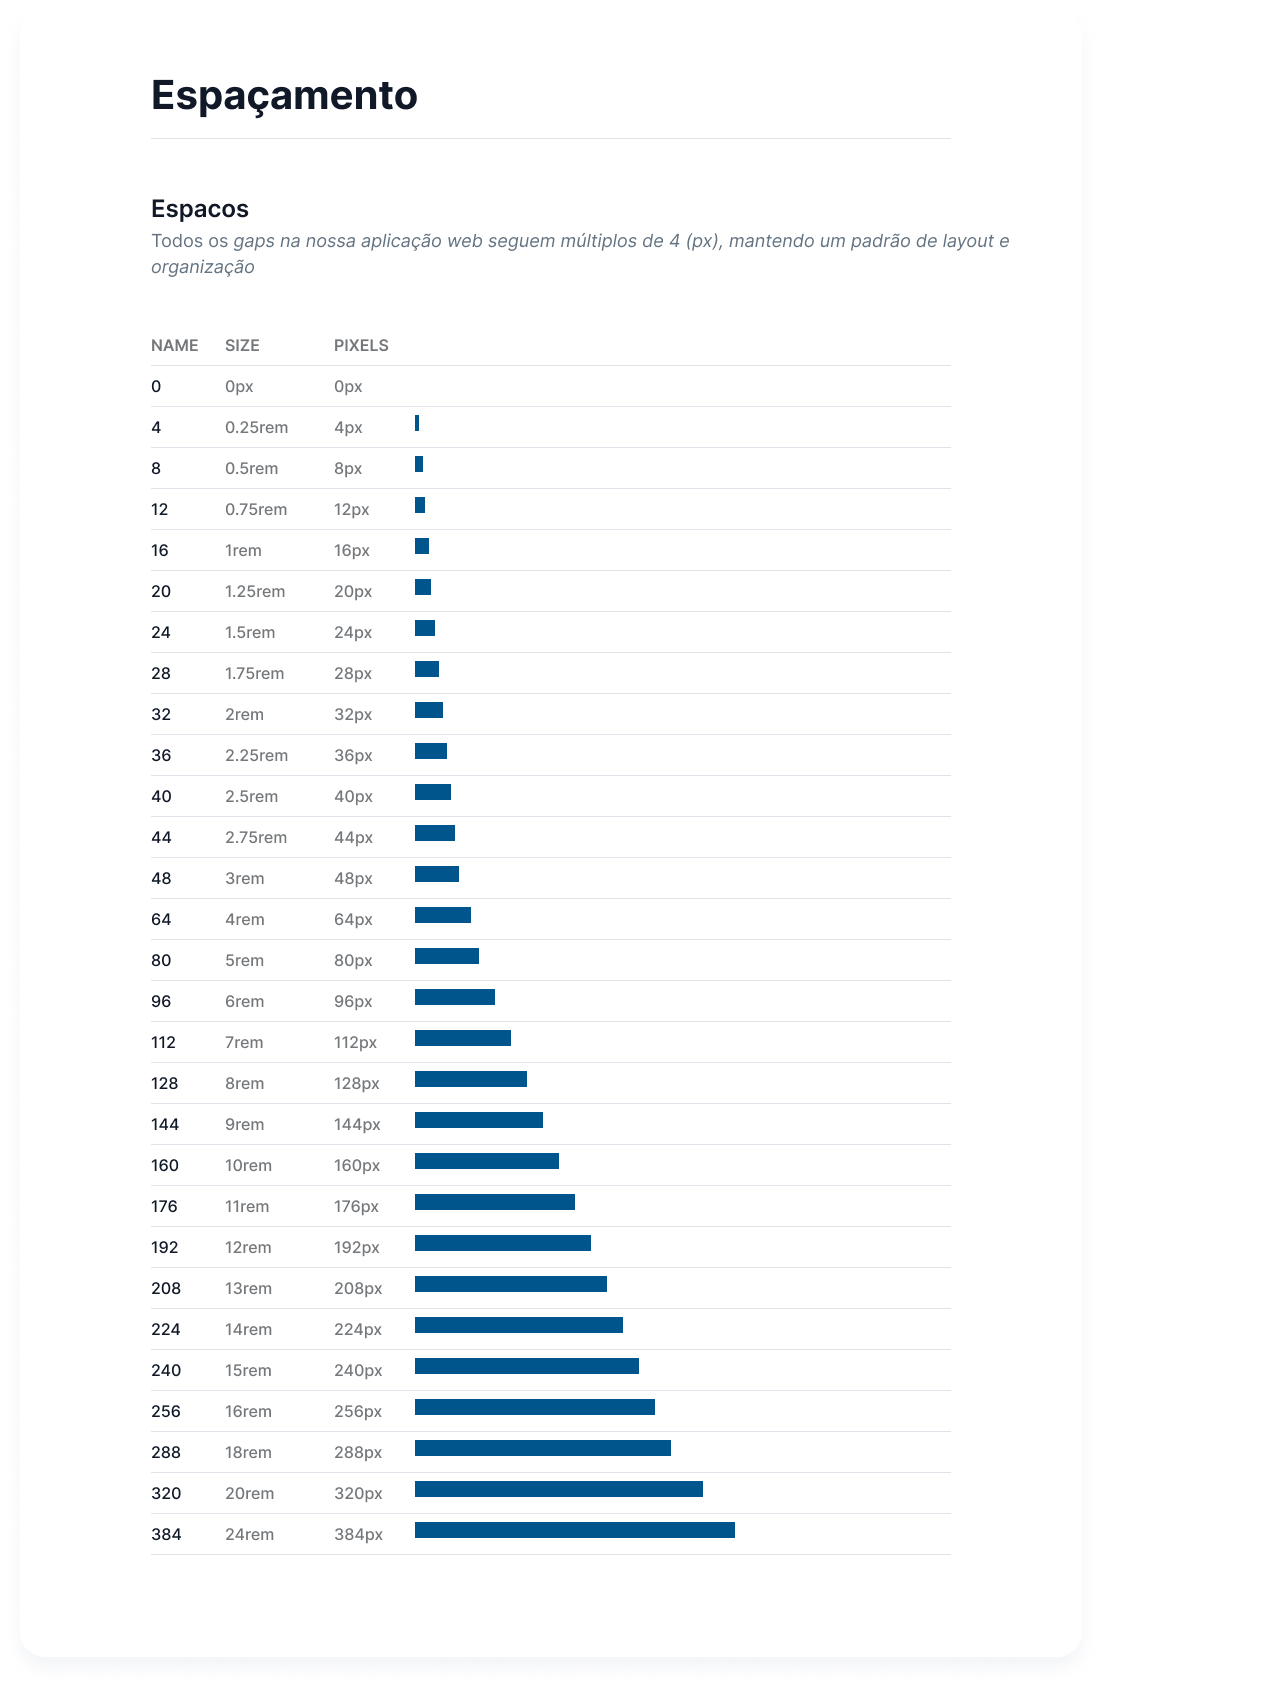 Espaçamento
Espacos
Todos os gaps na nossa aplicação web seguem múltiplos de 4 (px), mantendo um padrão de layout e
organização
NAME SIZE PIXELS
0 0px 0px
4 0.25rem 4px
8 0.5rem 8px
12 0.75rem 12px
16 1rem 16px
20 1.25rem 20px
24 1.5rem 24px
28 1.75rem 28px
32 2rem 32px
36 2.25rem 36px
40 2.5rem 40px
44 2.75rem 44px
48 3rem 48px
64 4rem 64px
80 5rem 80px
96 6rem 96px
112 7rem 112px
128 8rem 128px
144 9rem 144px
160 10rem 160px
176 11rem 176px
192 12rem 192px
208 13rem 208px
224 14rem 224px
240 15rem 240px
256 16rem 256px
288 18rem 288px
320 20rem 320px
384 24rem 384px